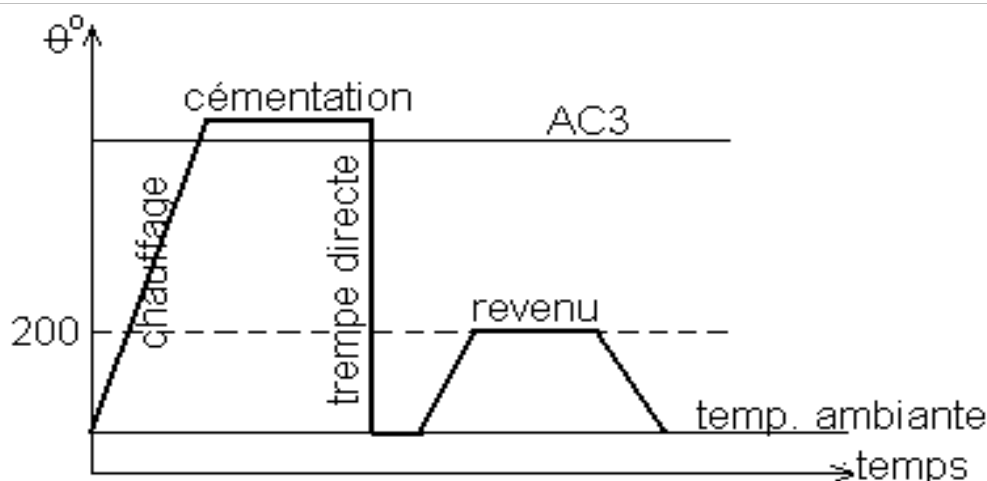 θ°
cémentation
AC3
chauffage
trempe directe
revenu
200
temp. ambiante
temps